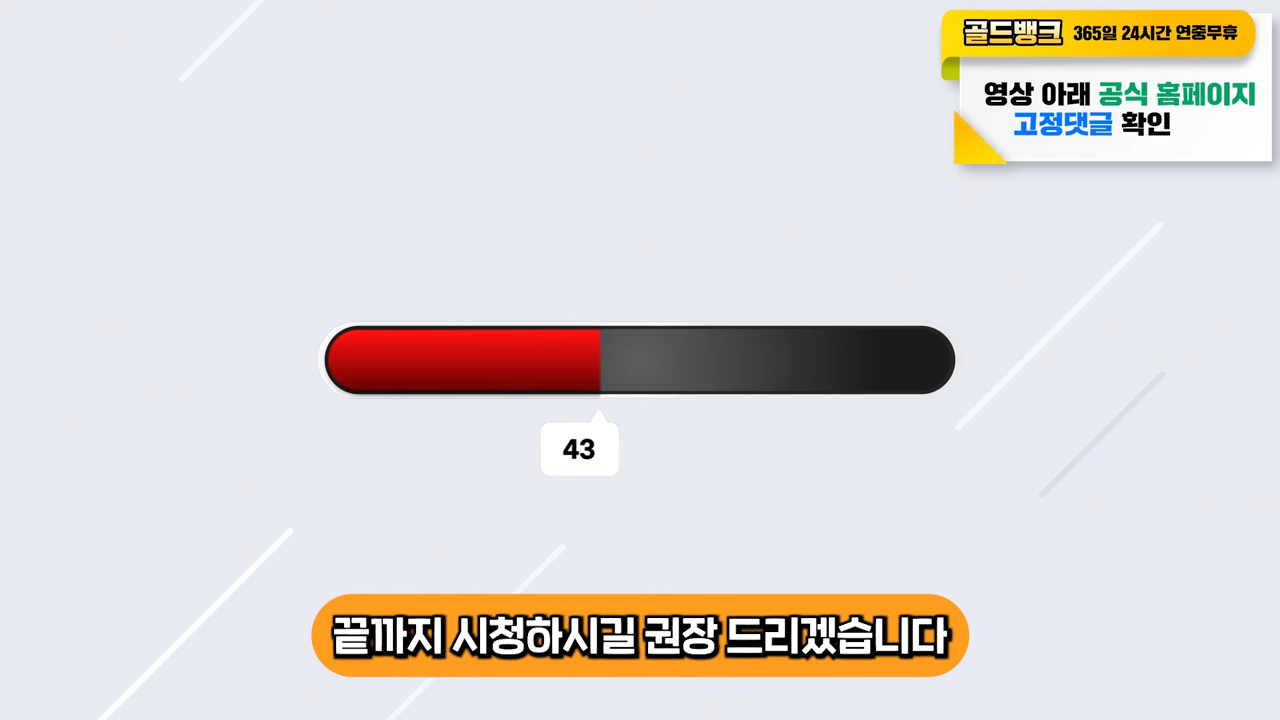 골드뱅크 365일 24시간 연중무휴
영상 아래 공식 홈페이지
고정댓글 확인
43
끝까지 시청하시길 권장 드리겠습니다